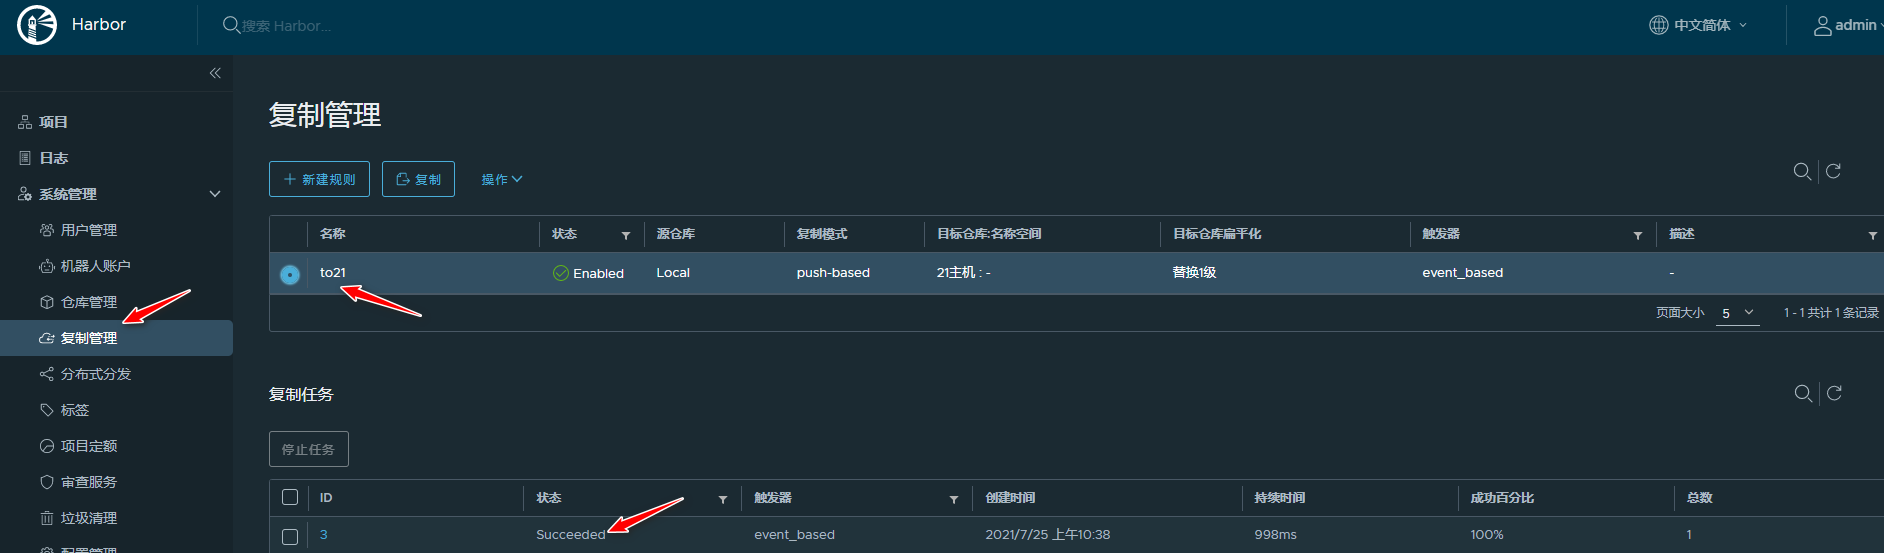 Harbor
搜索 Harbor...
中文简体
admin
项目
日志
系统管理
用户管理
机器人账户
仓库管理
复制管理
分布式分发
标签
项目定额
审查服务
垃圾清理
配置管理
复制管理
新建规则 复制 操作
名称 状态 源仓库 复制模式 目标仓库:名称空间 目标仓库扁平化 触发器 描述
to21 Enabled Local push-based 21主机 : - 替换1级 event_based -
页面大小 5 1 - 1 共计 1 条记录
复制任务
停止任务
ID 状态 触发器 创建时间 持续时间 成功百分比 总数
3 Succeeded event_based 2021/7/25 上午10:38 998ms 100% 1